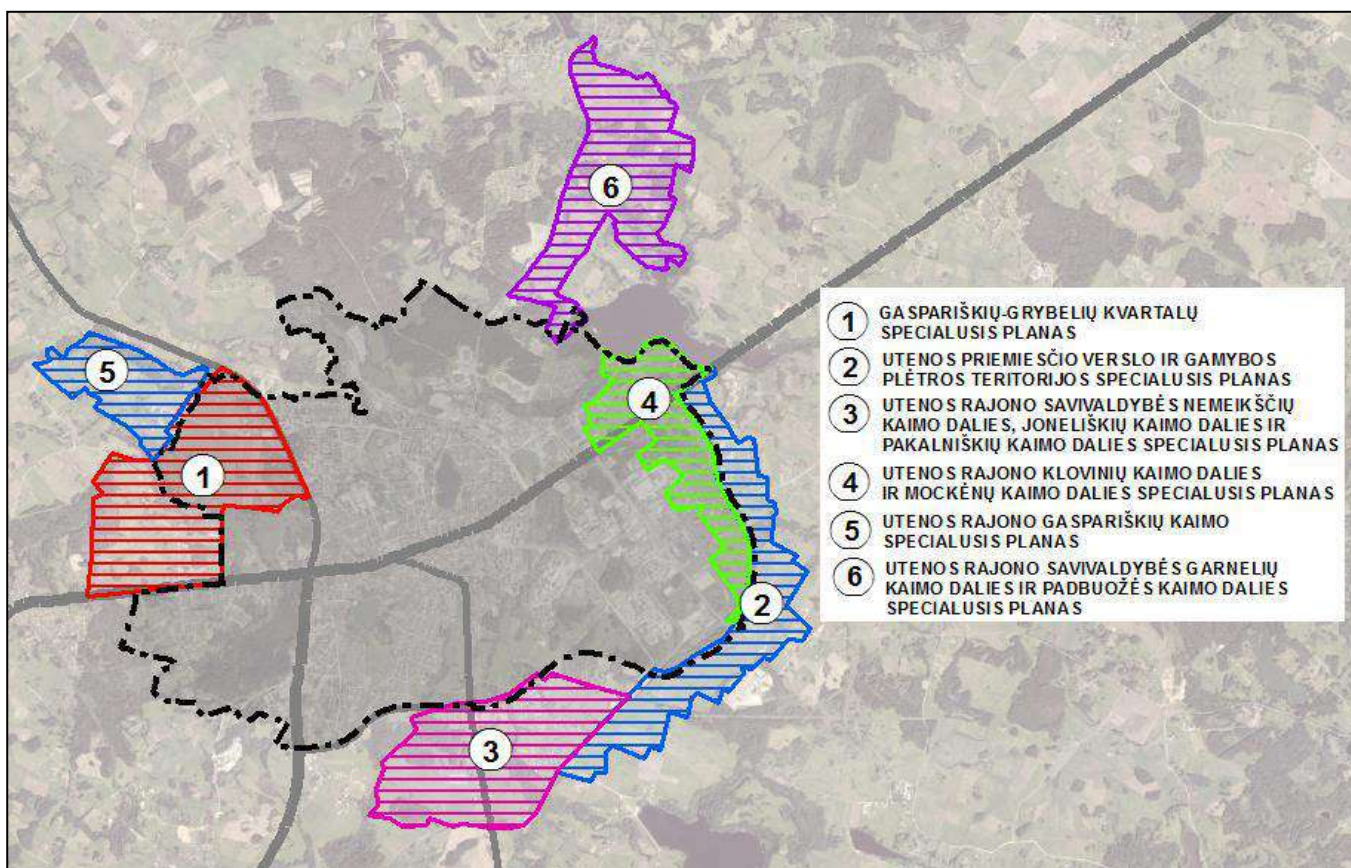 6
5
4
1
2
3
1 GASPARIŠKIŲ-GRYBELIŲ KVARTALŲ
SPECIALUSIS PLANAS
2 UTENOS PRIEMIESČIO VERSLO IR GAMYBOS
PLĖTROS TERITORIJOS SPECIALUSIS PLANAS
3 UTENOS RAJONO SAVIVALDYBĖS NEMEIKŠČIŲ
KAIMO DALIES, JONELIŠKIŲ KAIMO DALIES IR
PAKALNIŠKIŲ KAIMO DALIES SPECIALUSIS PLANAS
4 UTENOS RAJONO KLOVINIŲ KAIMO DALIES
IR MOCKĖNŲ KAIMO DALIES SPECIALUSIS PLANAS
5 UTENOS RAJONO GASPARIŠKIŲ KAIMO
SPECIALUSIS PLANAS
6 UTENOS RAJONO SAVIVALDYBĖS GARNELIŲ
KAIMO DALIES IR PADBUOŽĖS KAIMO DALIES
SPECIALUSIS PLANAS